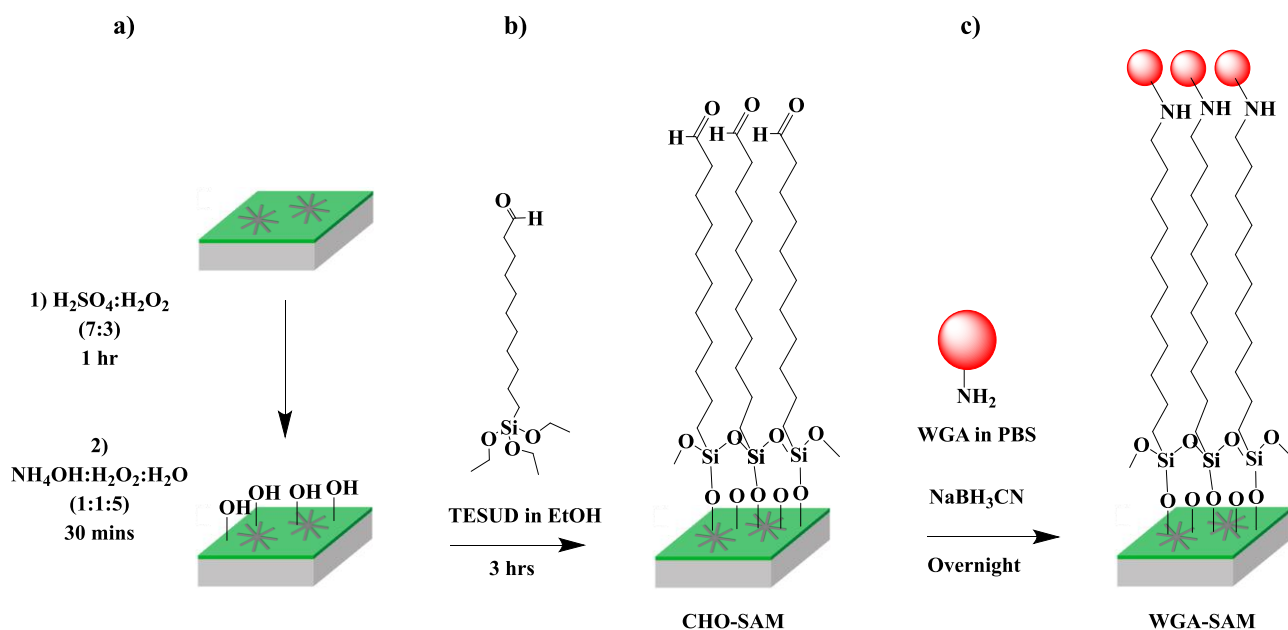 a)
b)
c)
1) H₂SO₄:H₂O₂
(7:3)
1 hr
2)
NH₄OH:H₂O₂:H₂O
(1:1:5)
30 mins
OH
OH
OH
OH
O
H
Si
O
O
O
TESUD in EtOH
3 hrs
O
O
O
H
H
H
O
O
O
O
Si
Si
Si
O
O
O
O
O
CHO-SAM
NH₂
WGA in PBS
NaBH₃CN
Overnight
NH
NH
NH
O
O
O
O
Si
Si
Si
O
O
O
O
O
WGA-SAM